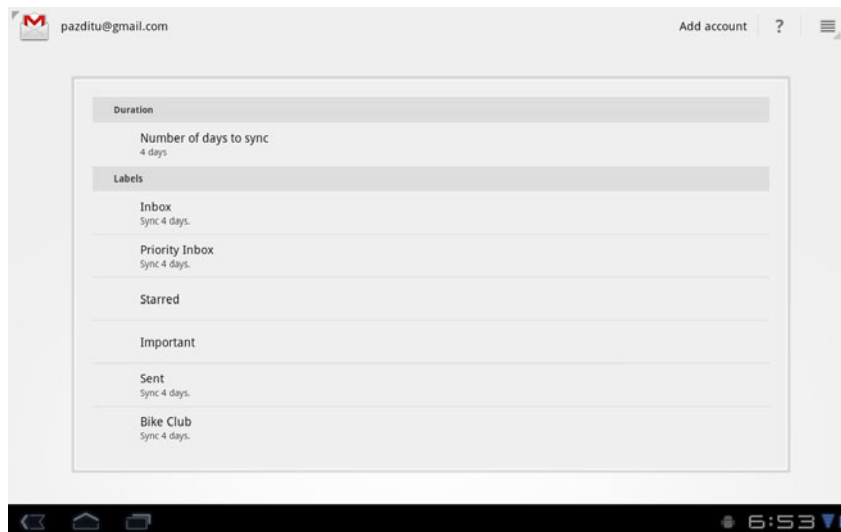 pazditu@gmail.com
Add account
?
Duration
Number of days to sync
4 days
Labels
Inbox
Sync 4 days.
Priority Inbox
Sync 4 days.
Starred
Important
Sent
Sync 4 days.
Bike Club
Sync 4 days.
6:53